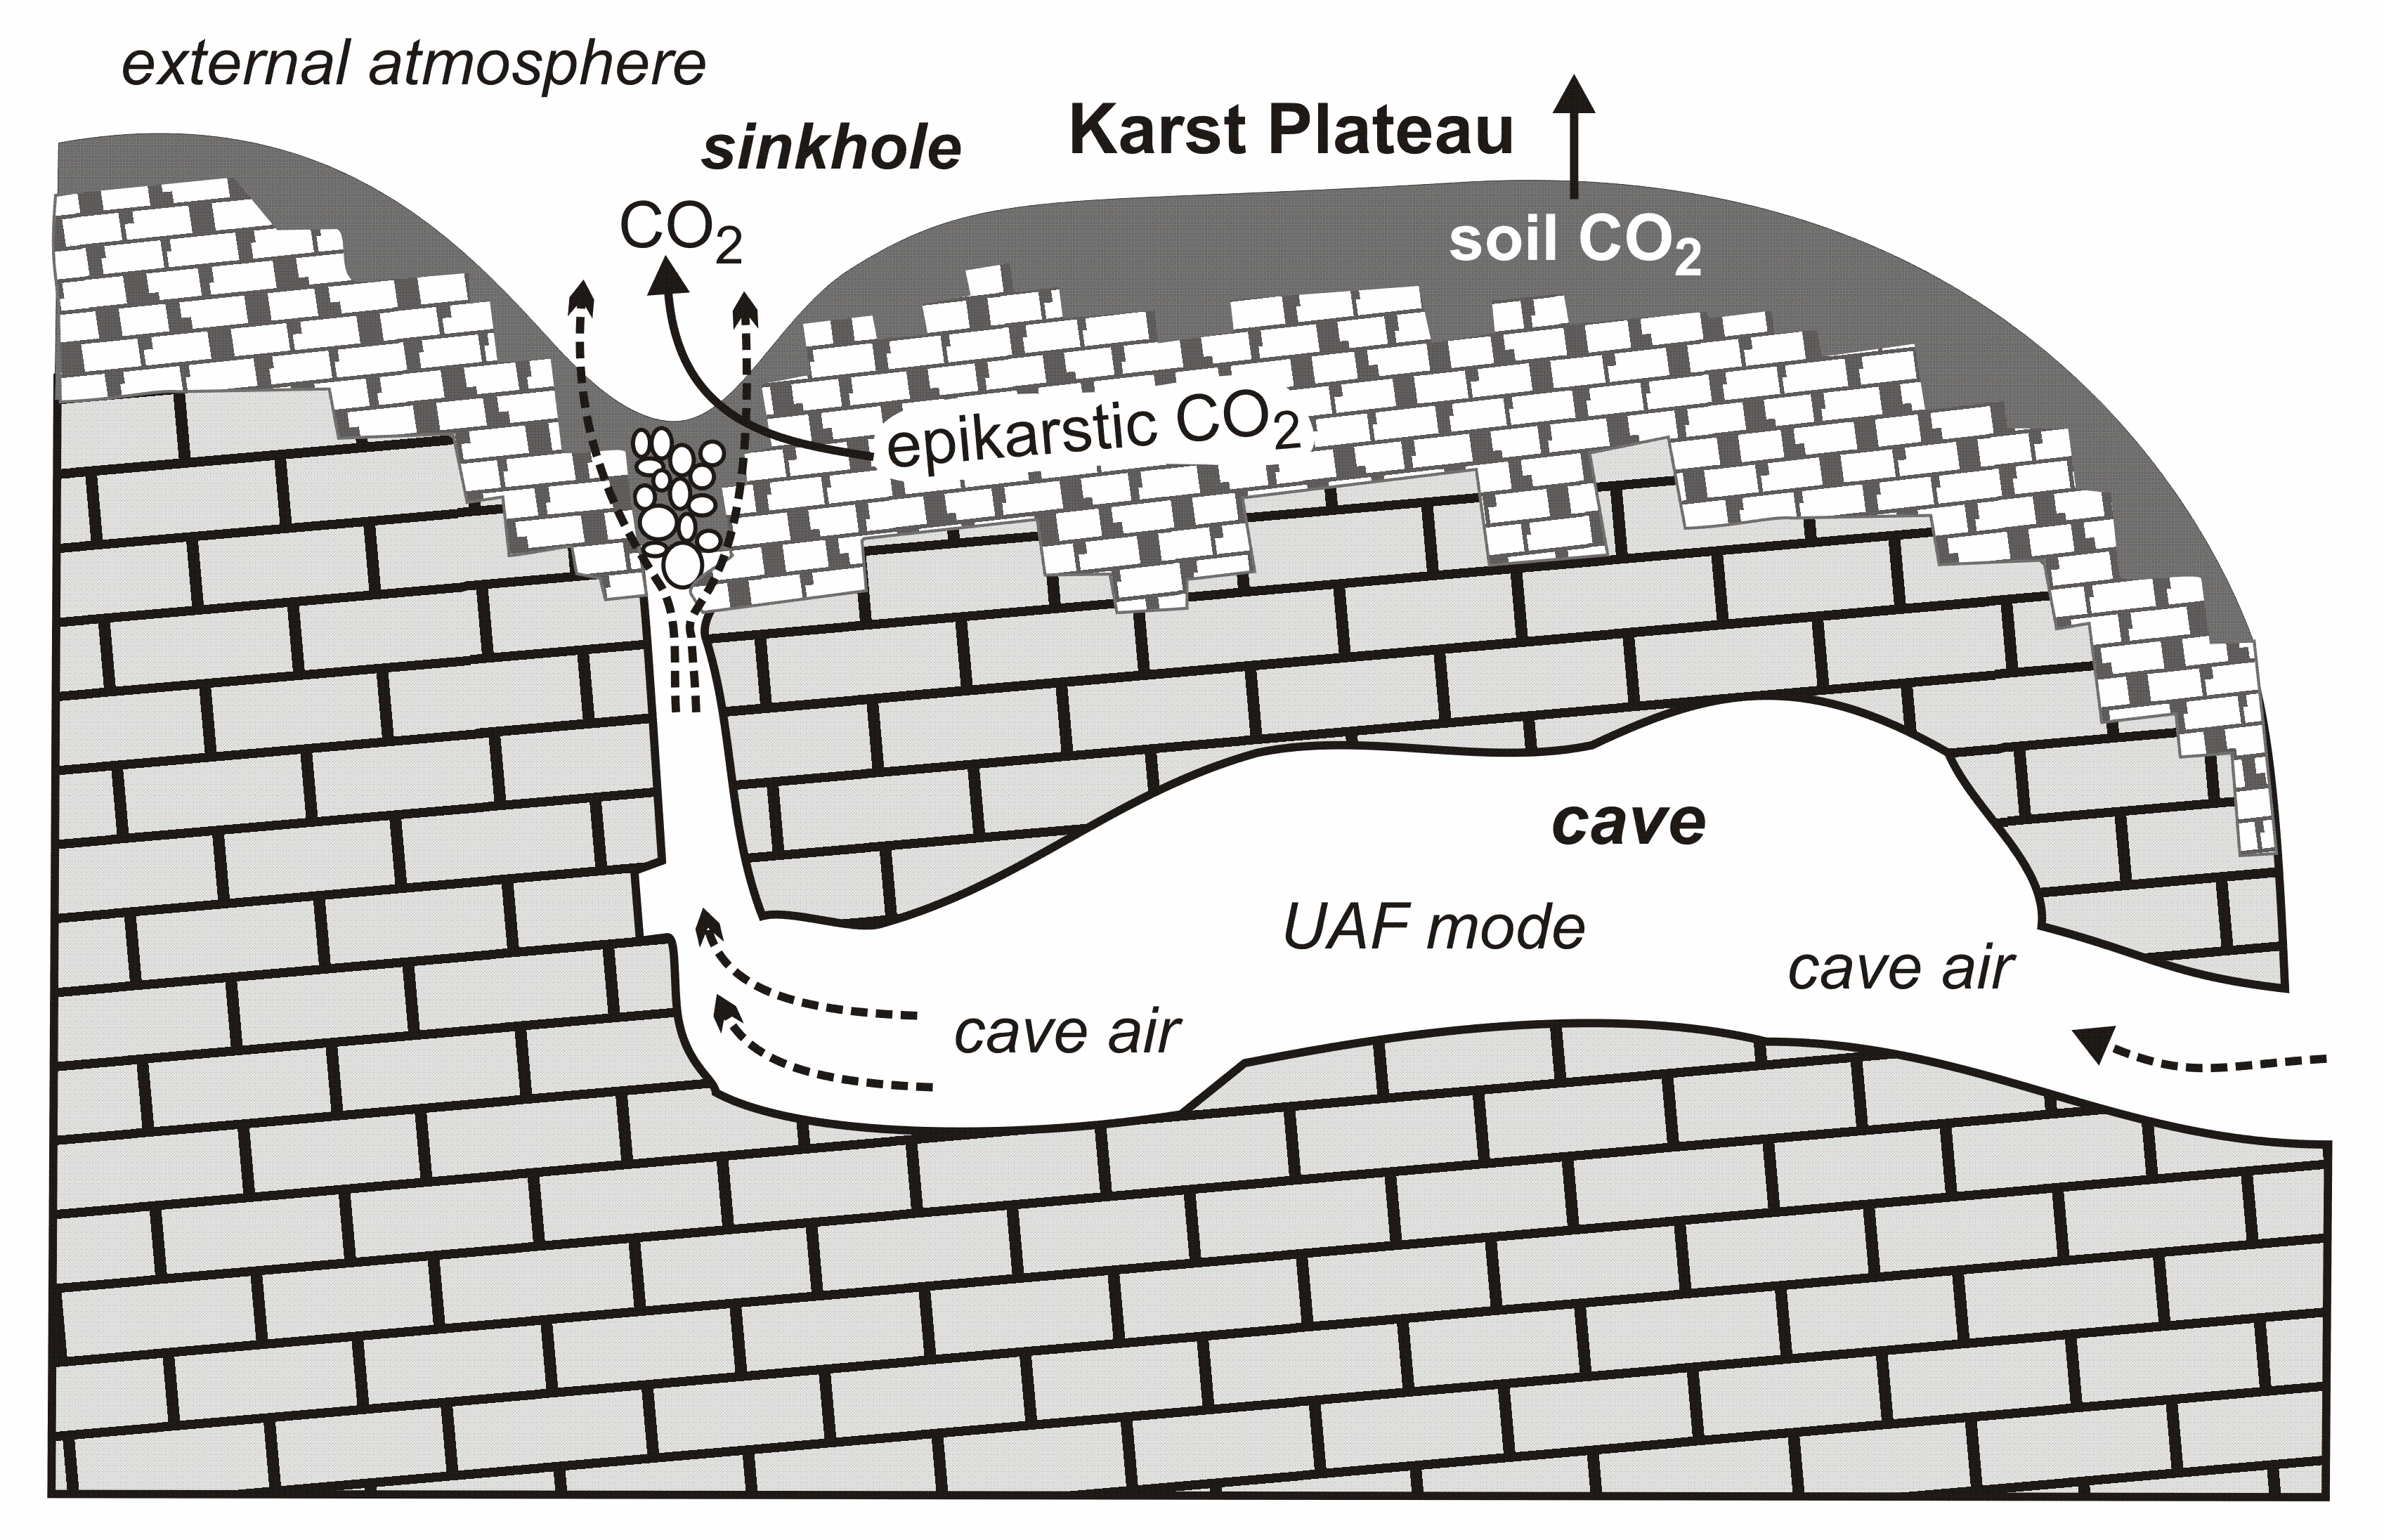 external atmosphere
sinkhole
Karst Plateau
CO₂
soil CO₂
epikarstic CO₂
cave
UAF mode
cave air
cave air